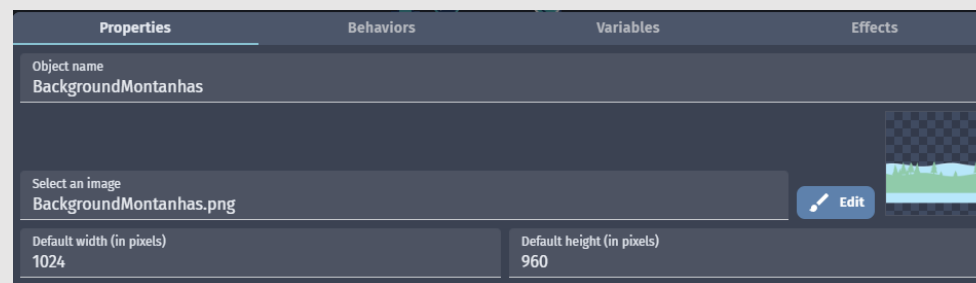 Properties Behaviors Variables Effects
Object name
BackgroundMontanhas
Select an image
BackgroundMontanhas.png
Edit
Default width (in pixels) Default height (in pixels)
1024 960